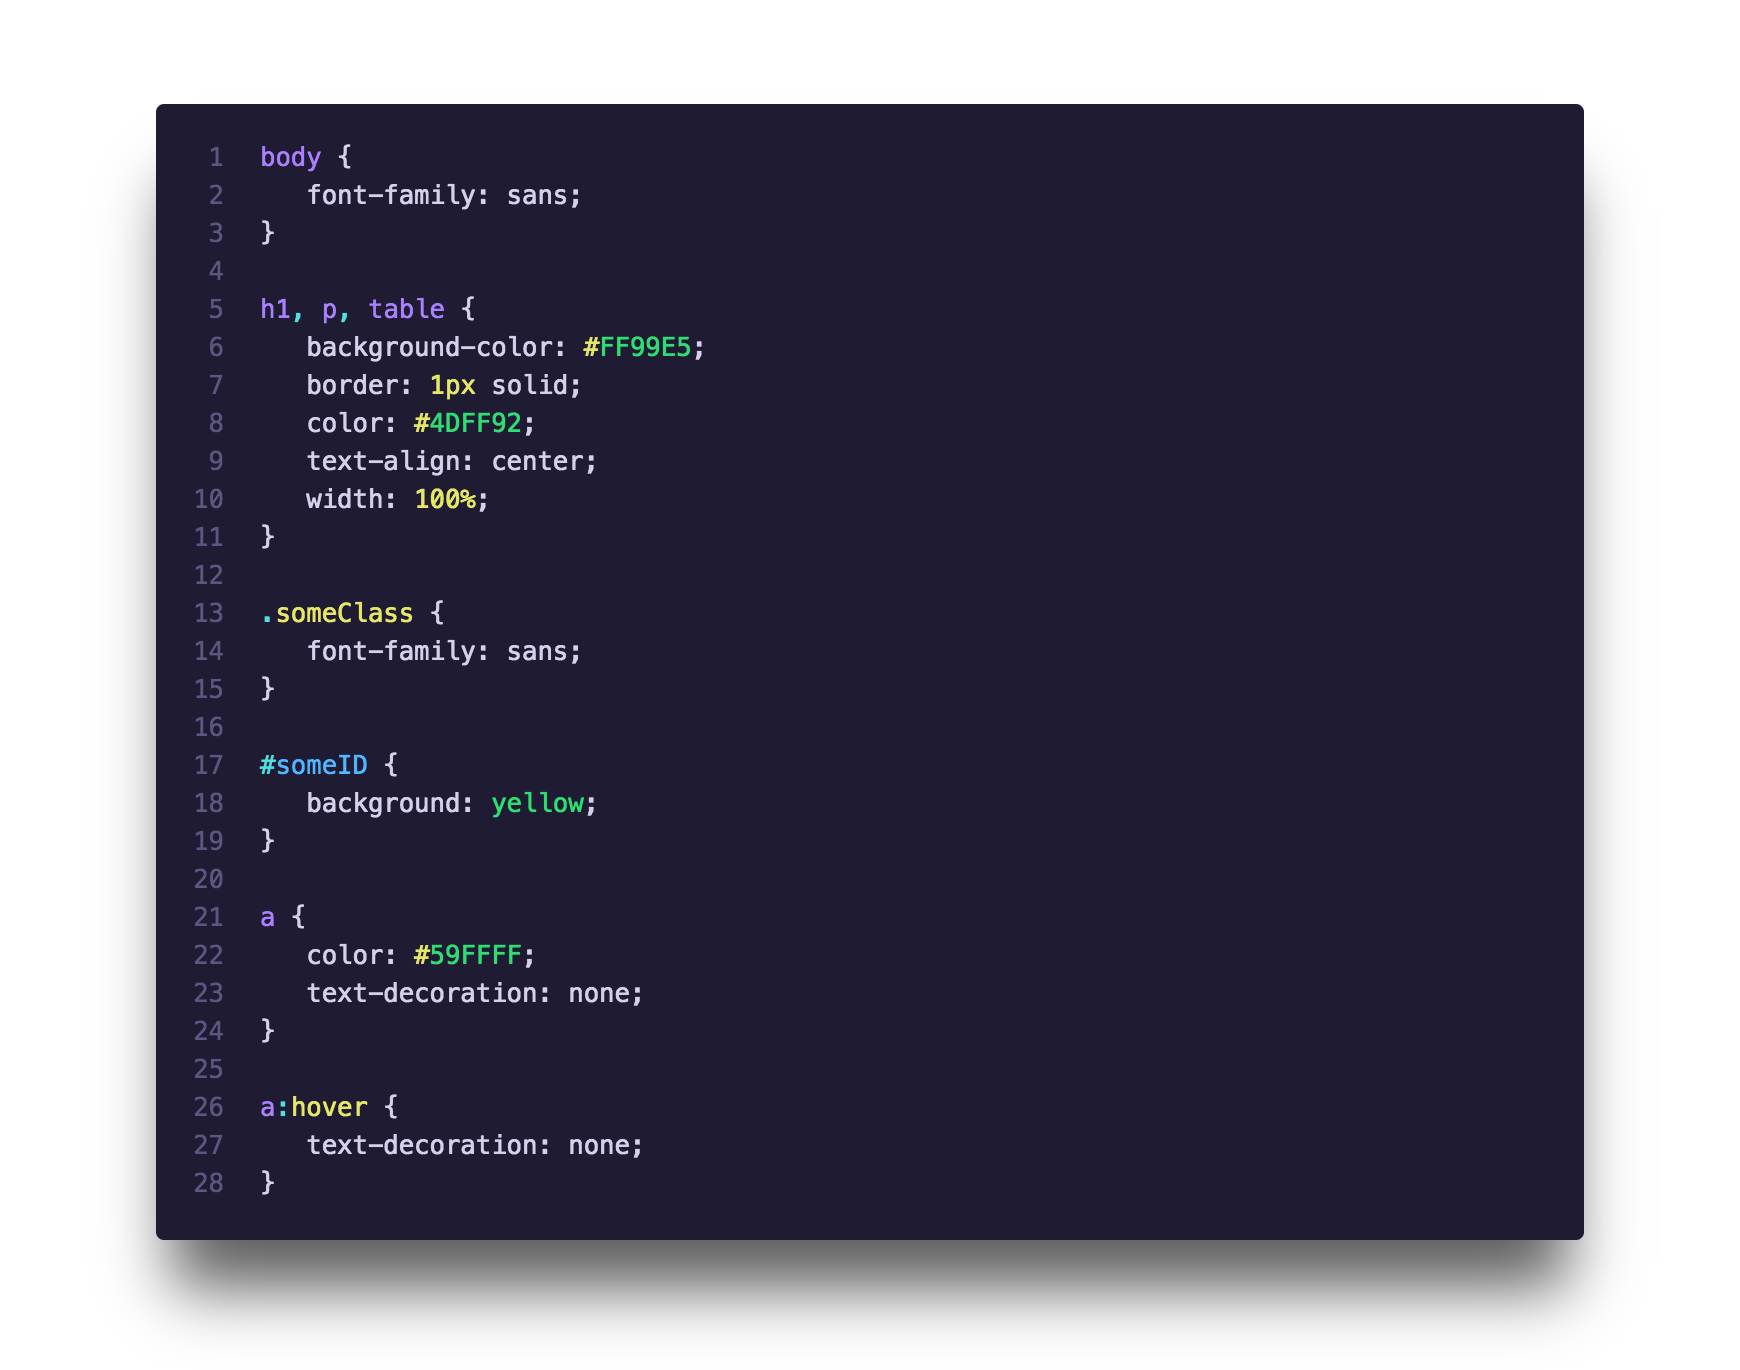 1 body {
2    font-family: sans;
3 }
4
5 h1, p, table {
6    background-color: #FF99E5;
7    border: 1px solid;
8    color: #4DFF92;
9    text-align: center;
10    width: 100%;
11 }
12
13 .someClass {
14    font-family: sans;
15 }
16
17 #someID {
18    background: yellow;
19 }
20
21 a {
22    color: #59FFFF;
23    text-decoration: none;
24 }
25
26 a:hover {
27    text-decoration: none;
28 }